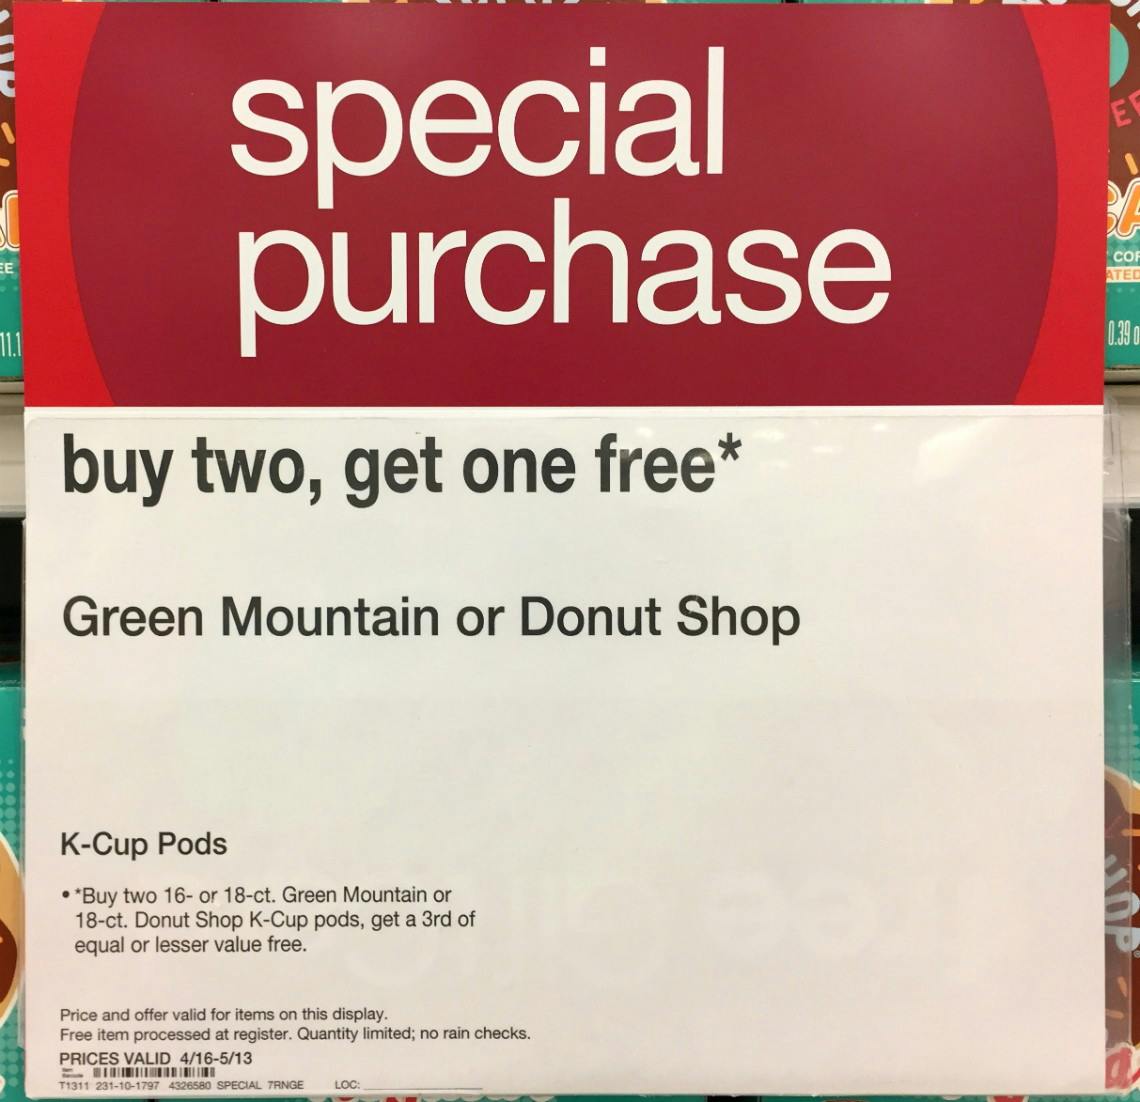 special
purchase
buy two, get one free*
Green Mountain or Donut Shop
K-Cup Pods
• *Buy two 16- or 18-ct. Green Mountain or
18-ct. Donut Shop K-Cup pods, get a 3rd of
equal or lesser value free.
Price and offer valid for items on this display.
Free item processed at register. Quantity limited; no rain checks.
PRICES VALID 4/16-5/13
T1311 231-10-1797 4326580 SPECIAL 7RNGE LOC: